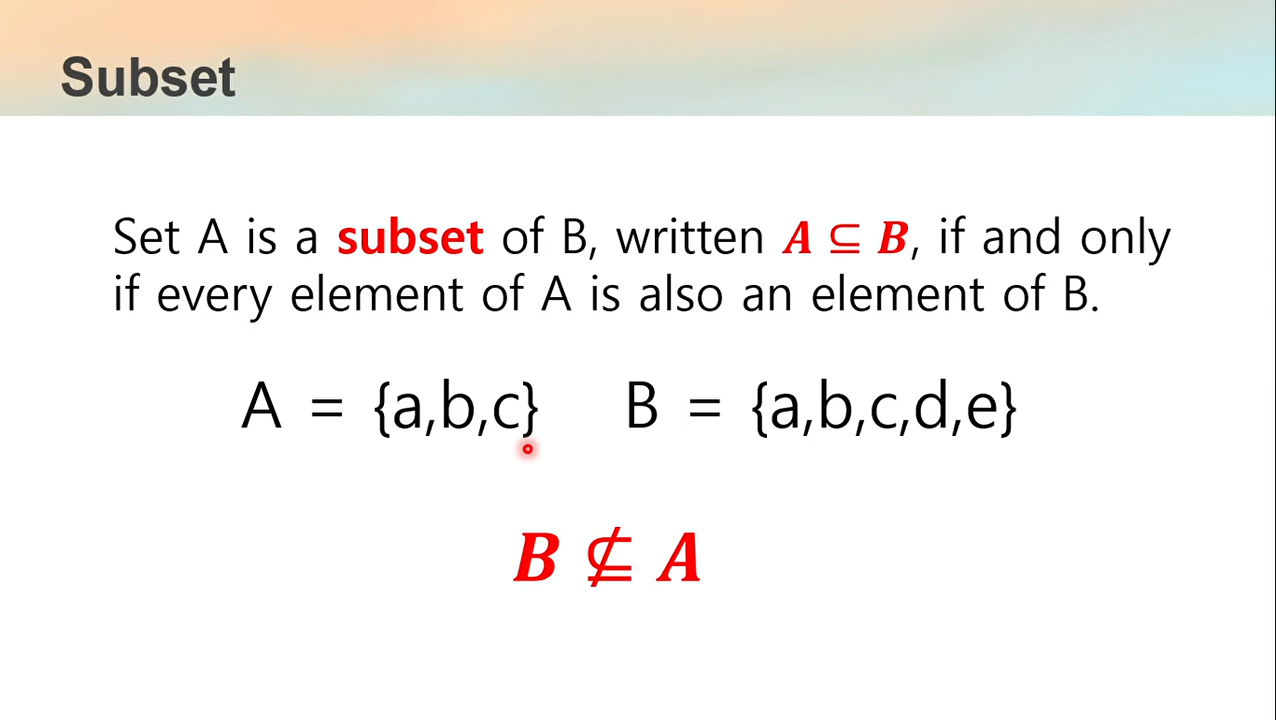 Subset
Set A is a subset of B, written A ⊆ B, if and only
if every element of A is also an element of B.
A = {a,b,c} B = {a,b,c,d,e}
B ⊈ A